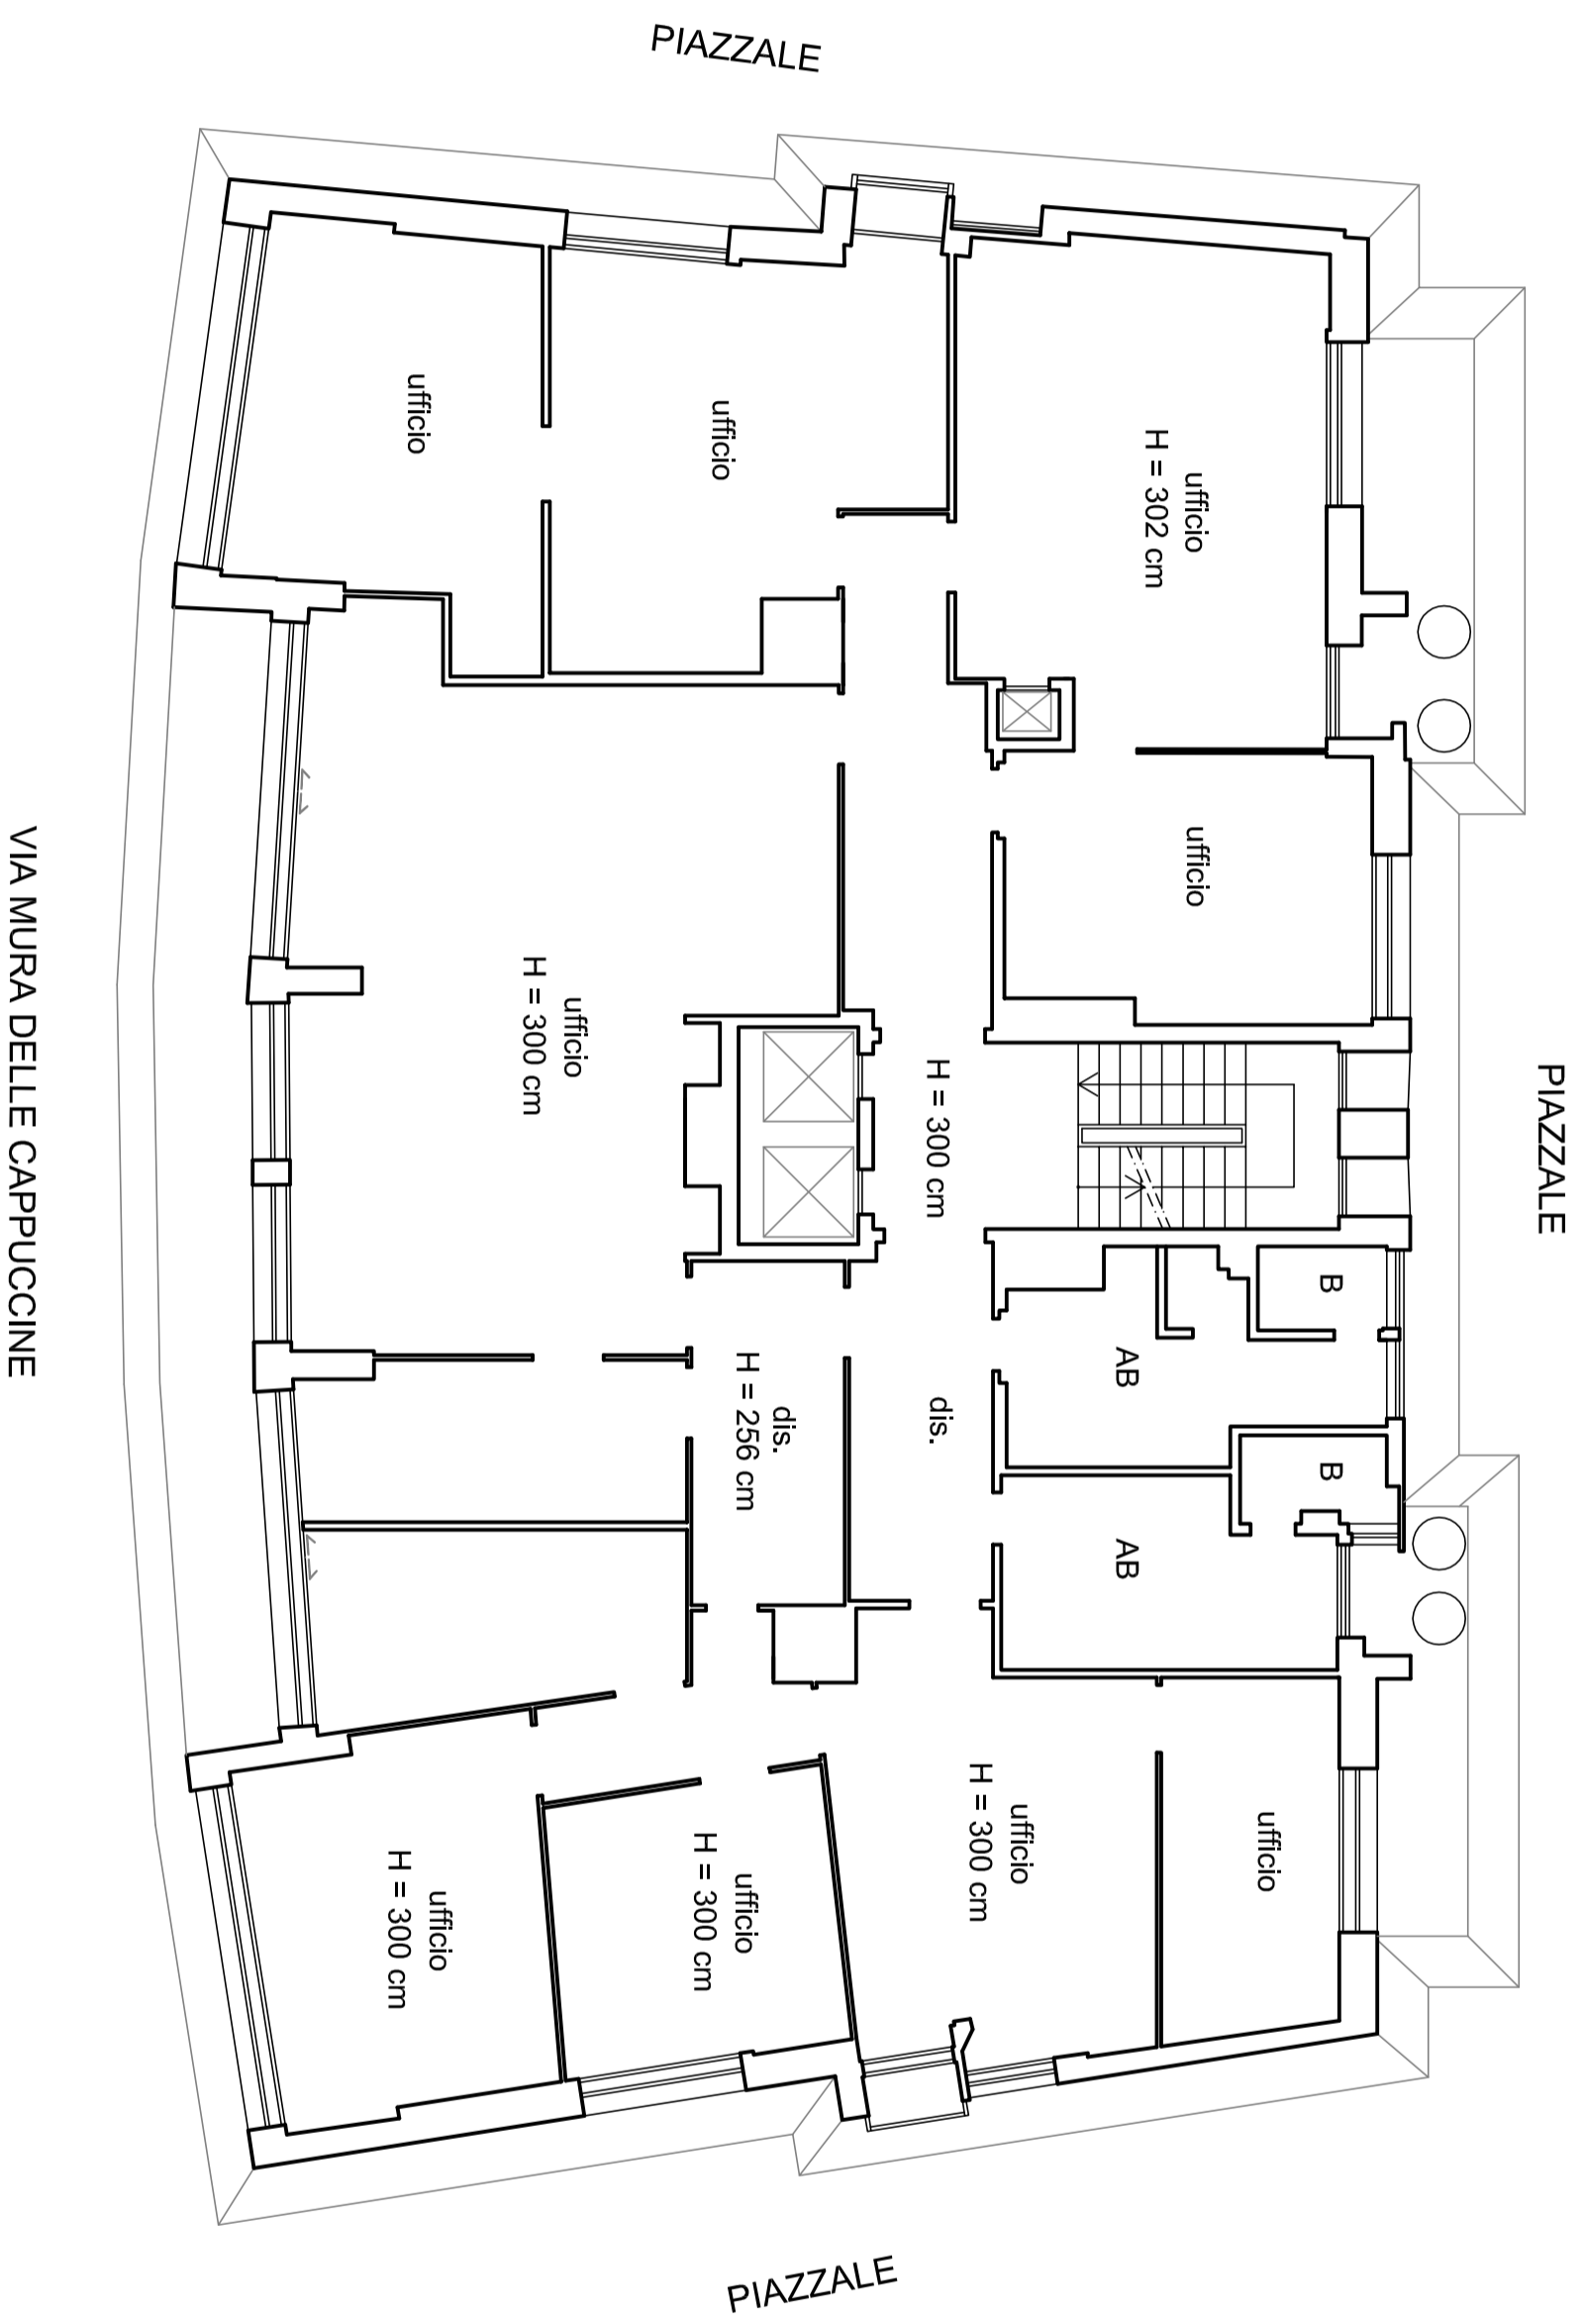 PIAZZALE
ufficio
ufficio
ufficio
H = 302 cm
ufficio
PIAZZALE
VIA MURA DELLE CAPPUCCINE
ufficio
H = 300 cm
H = 300 cm
B
AB
dis.
H = 256 cm
dis.
B
AB
ufficio
H = 300 cm
ufficio
H = 300 cm
ufficio
H = 300 cm
ufficio
PIAZZALE